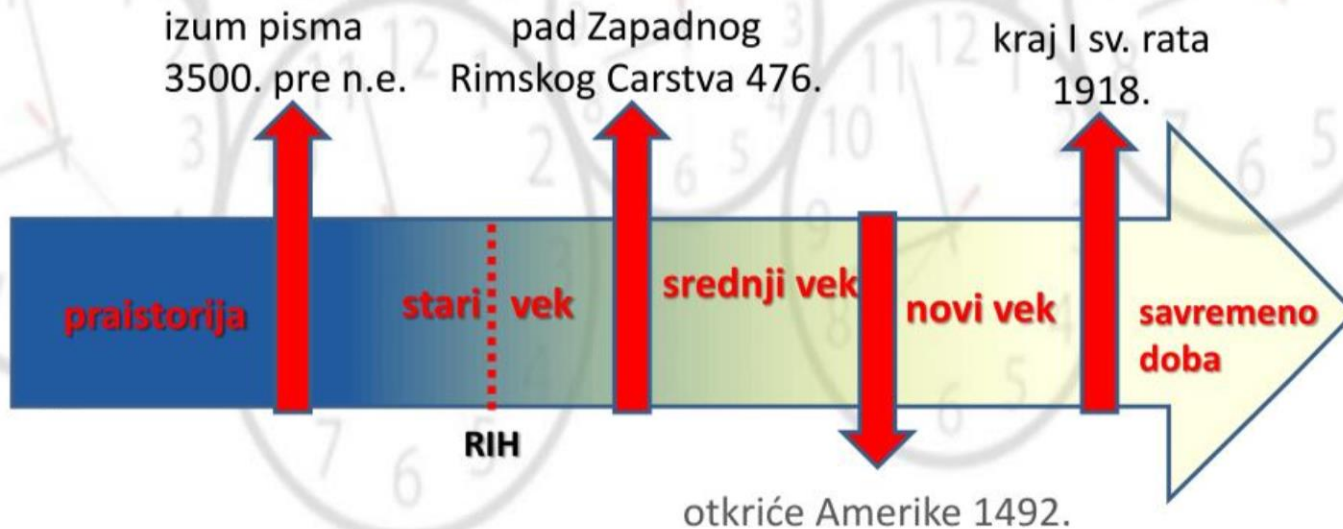 izum pisma
3500. pre n.e.
pad Zapadnog
Rimskog Carstva 476.
kraj I sv. rata
1918.
praistorija
stari vek
srednji vek
novi vek
savremeno
doba
RIH
otkriće Amerike 1492.